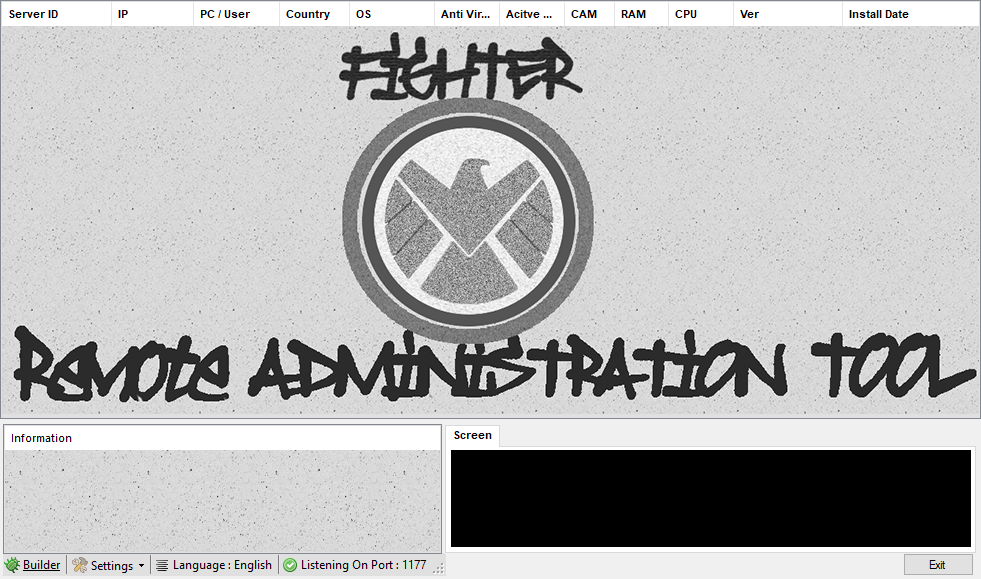 Server ID IP PC / User Country OS Anti Vir... Acitve ... CAM RAM CPU Ver Install Date
FIGHTER
REMOTE ADMINISTRATION TOOL
Information
Screen
Builder Settings Language : English Listening On Port : 1177 Exit